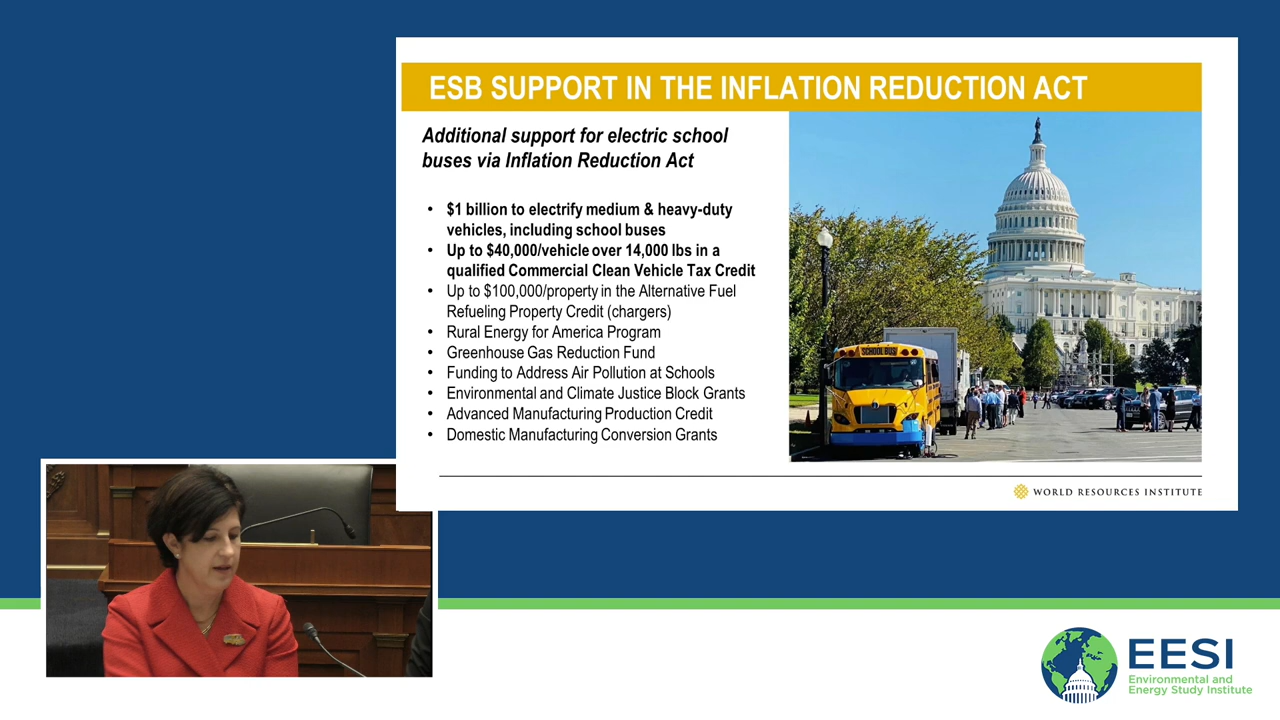 ESB SUPPORT IN THE INFLATION REDUCTION ACT
Additional support for electric school
buses via Inflation Reduction Act
• $1 billion to electrify medium & heavy-duty
vehicles, including school buses
• Up to $40,000/vehicle over 14,000 lbs in a
qualified Commercial Clean Vehicle Tax Credit
• Up to $100,000/property in the Alternative Fuel
Refueling Property Credit (chargers)
• Rural Energy for America Program
• Greenhouse Gas Reduction Fund
• Funding to Address Air Pollution at Schools
• Environmental and Climate Justice Block Grants
• Advanced Manufacturing Production Credit
• Domestic Manufacturing Conversion Grants
SCHOOL BUS
WORLD RESOURCES INSTITUTE
EESI
Environmental and
Energy Study Institute